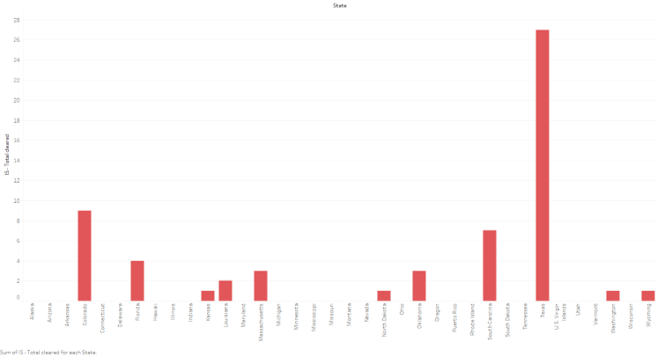 State
28
26
24
22
20
18
16
14
12
10
8
6
4
2
0
IS - Total cleared
Alaska
Arizona
Arkansas
Colorado
Connecticut
Delaware
Florida
Hawaii
Illinois
Indiana
Kansas
Louisiana
Maryland
Massachusetts
Michigan
Minnesota
Mississippi
Missouri
Montana
Nevada
North Dakota
Ohio
Oklahoma
Oregon
Puerto Rico
Rhode Island
South Carolina
South Dakota
Tennessee
Texas
U.S. Virgin
Islands
Utah
Vermont
Washington
Wisconsin
Wyoming
Sum of IS - Total cleared for each State.